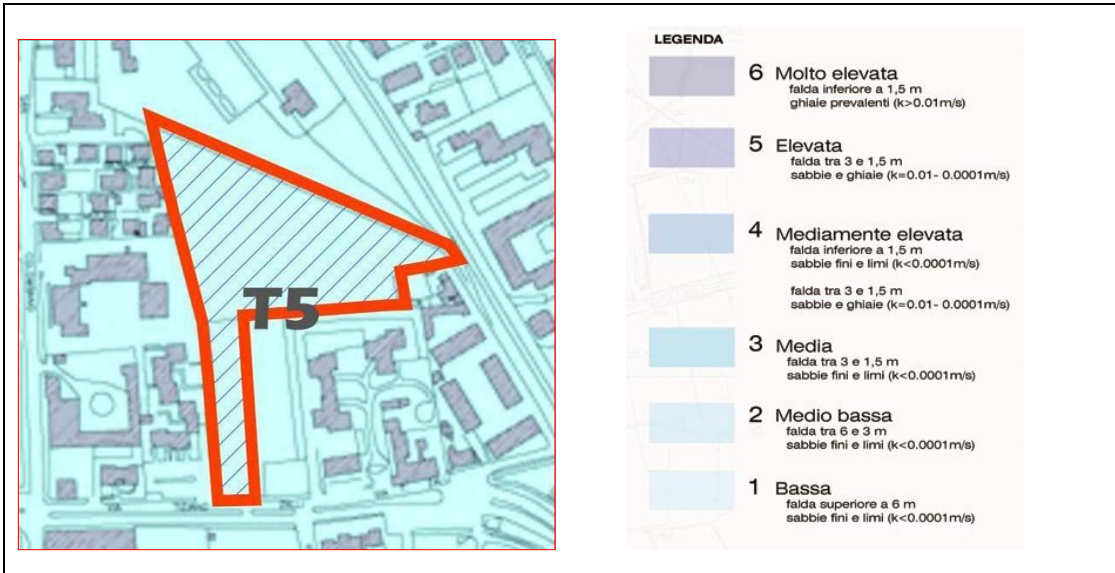 T5
VIA
TIZIANO
LEGENDA
6 Molto elevata
falda inferiore a 1,5 m
ghiaie prevalenti (k>0.01m/s)
5 Elevata
falda tra 3 e 1,5 m
sabbie e ghiaie (k=0.01- 0.0001m/s)
4 Mediamente elevata
falda inferiore a 1,5 m
sabbie fini e limi (k<0.0001m/s)
falda tra 3 e 1,5 m
sabbie e ghiaie (k=0.01- 0.0001m/s)
3 Media
falda tra 3 e 1,5 m
sabbie fini e limi (k<0.0001m/s)
2 Medio bassa
falda tra 6 e 3 m
sabbie fini e limi (k<0.0001m/s)
1 Bassa
falda superiore a 6 m
sabbie fini e limi (k<0.0001m/s)